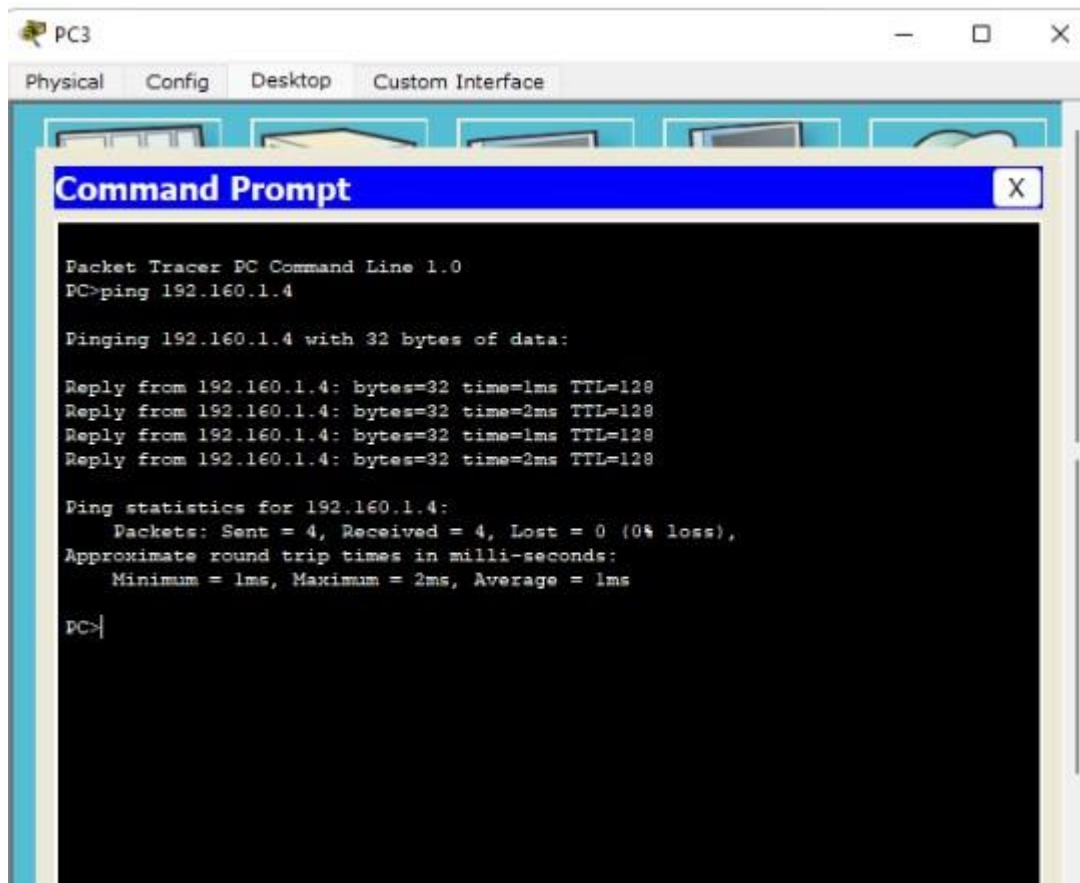 PC3
Physical Config Desktop Custom Interface
Command Prompt
X
Packet Tracer PC Command Line 1.0
PC>ping 192.160.1.4
Pinging 192.160.1.4 with 32 bytes of data:
Reply from 192.160.1.4: bytes=32 time=1ms TTL=128
Reply from 192.160.1.4: bytes=32 time=2ms TTL=128
Reply from 192.160.1.4: bytes=32 time=1ms TTL=128
Reply from 192.160.1.4: bytes=32 time=2ms TTL=128
Ping statistics for 192.160.1.4:
Packets: Sent = 4, Received = 4, Lost = 0 (0% loss),
Approximate round trip times in milli-seconds:
Minimum = 1ms, Maximum = 2ms, Average = 1ms
PC>